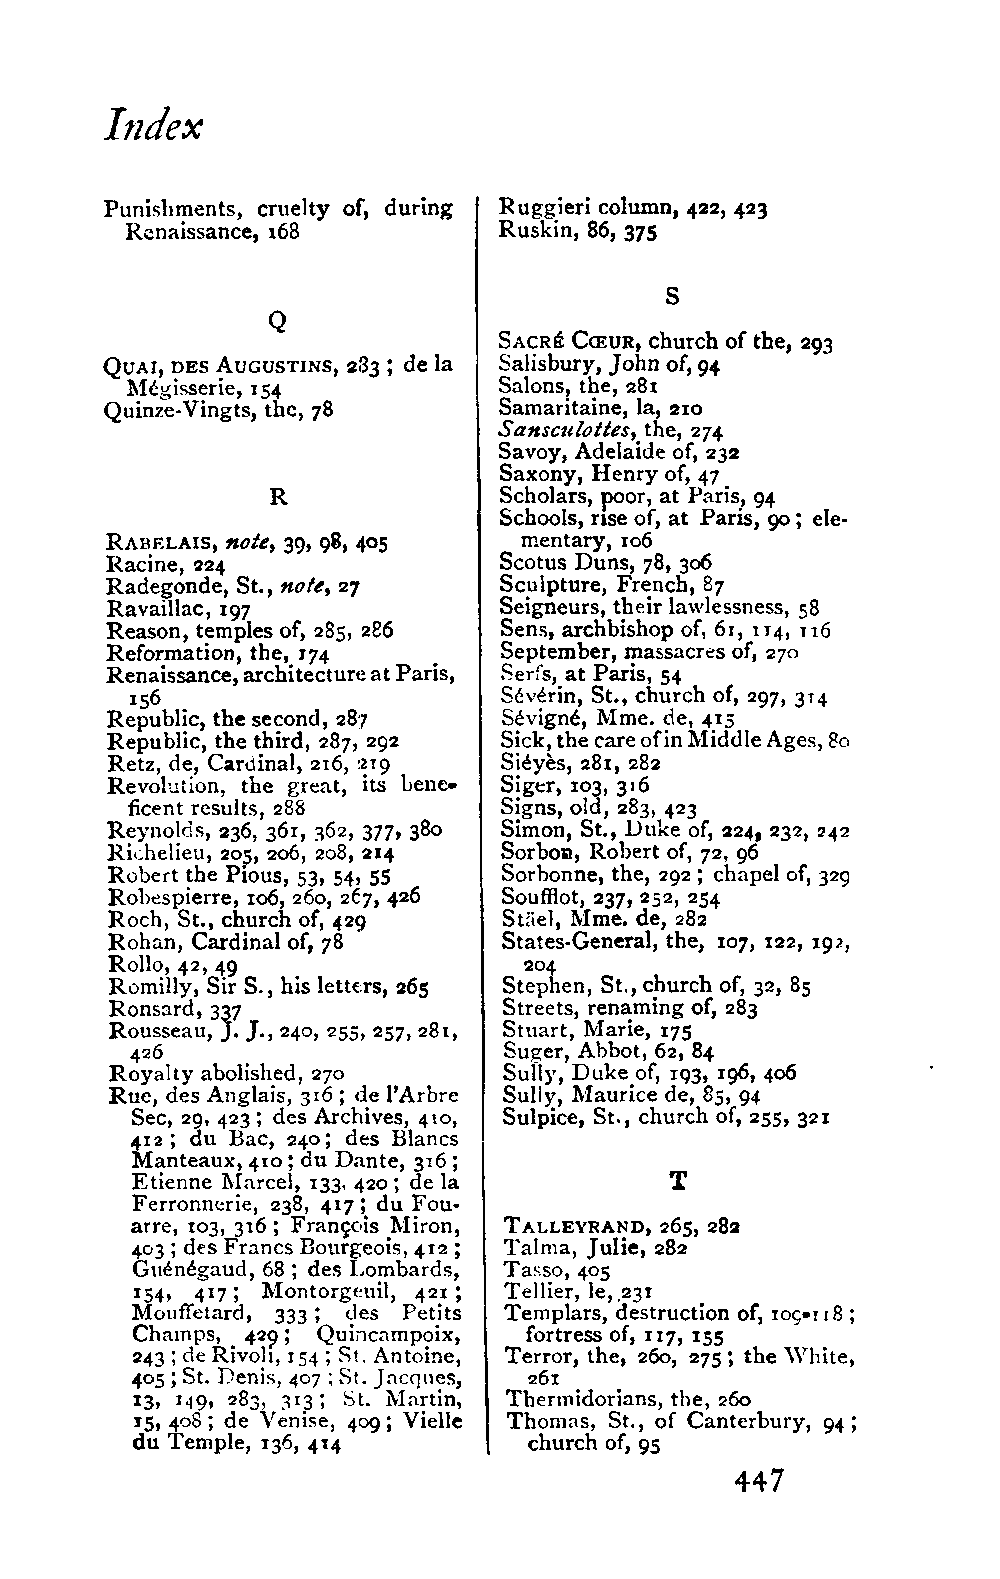 Index
Punishments, cruelty of, during
Renaissance, 168
Q
QUAI, DES AUGUSTINS, 283 ; de la
Mégisserie, 154
Quinze-Vingts, the, 78
R
RABELAIS, note, 39, 98, 405
Racine, 224
Radegonde, St., note, 27
Ravaillac, 197
Reason, temples of, 285, 286
Reformation, the, 174
Renaissance, architecture at Paris,
156
Republic, the second, 287
Republic, the third, 287, 292
Retz, de, Cardinal, 216, 219
Revolution, the great, its bene-
ficent results, 288
Reynolds, 236, 361, 362, 377, 380
Richelieu, 205, 206, 208, 214
Robert the Pious, 53, 54, 55
Robespierre, 106, 260, 267, 426
Roch, St., church of, 429
Rohan, Cardinal of, 78
Rollo, 42, 49
Romilly, Sir S., his letters, 265
Ronsard, 337
Rousseau, J. J., 240, 255, 257, 281,
426
Royalty abolished, 270
Rue, des Anglais, 316 ; de l'Arbre
Sec, 29, 423 ; des Archives, 410,
412 ; du Bac, 240 ; des Blancs
Manteaux, 410 ; du Dante, 316 ;
Etienne Marcel, 133, 420 ; de la
Ferronnerie, 238, 417 ; du Fou-
arre, 103, 316 ; François Miron,
403 ; des Francs Bourgeois, 412 ;
Guénégaud, 68 ; des Lombards,
154, 417 ; Montorgeuil, 421 ;
Mouffetard, 333 ; des Petits
Champs, 429 ; Quincampoix,
243 ; de Rivoli, 154 ; St. Antoine,
405 ; St. Denis, 407 ; St. Jacques,
13, 149, 283, 313 ; St. Martin,
15, 408 ; de Venise, 409 ; Vielle
du Temple, 136, 414
Ruggieri column, 422, 423
Ruskin, 86, 375
S
SACRÉ CŒUR, church of the, 293
Salisbury, John of, 94
Salons, the, 281
Samaritaine, la, 210
Sansculottes, the, 274
Savoy, Adelaide of, 232
Saxony, Henry of, 47
Scholars, poor, at Paris, 94
Schools, rise of, at Paris, 90 ; ele-
mentary, 106
Scotus Duns, 78, 306
Sculpture, French, 87
Seigneurs, their lawlessness, 58
Sens, archbishop of, 61, 114, 116
September, massacres of, 270
Serfs, at Paris, 54
Sévérin, St., church of, 297, 314
Sévigné, Mme. de, 415
Sick, the care of in Middle Ages, 80
Siéyès, 281, 282
Siger, 103, 316
Signs, old, 283, 423
Simon, St., Duke of, 224, 232, 242
Sorbon, Robert of, 72, 96
Sorbonne, the, 292 ; chapel of, 329
Soufflot, 237, 252, 254
Stäel, Mme. de, 282
States-General, the, 107, 122, 192,
204
Stephen, St., church of, 32, 85
Streets, renaming of, 283
Stuart, Marie, 175
Suger, Abbot, 62, 84
Sully, Duke of, 193, 196, 406
Sully, Maurice de, 85, 94
Sulpice, St., church of, 255, 321
T
TALLEYRAND, 265, 282
Talma, Julie, 282
Tasso, 405
Tellier, le, 231
Templars, destruction of, 109-118 ;
fortress of, 117, 155
Terror, the, 260, 275 ; the White,
261
Thermidorians, the, 260
Thomas, St., of Canterbury, 94 ;
church of, 95
447